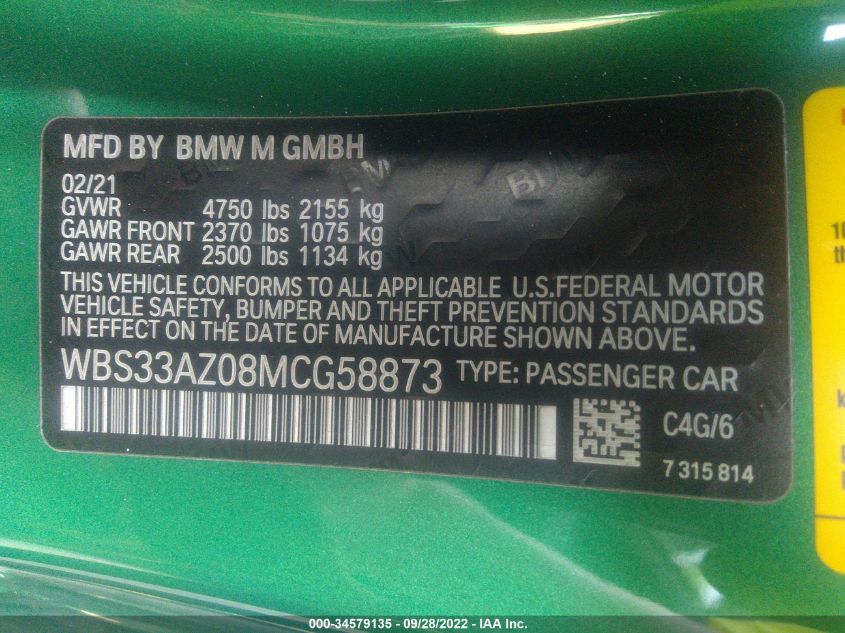 MFD BY BMW M GMBH
02/21
GVWR 4750 lbs 2155 kg
GAWR FRONT 2370 lbs 1075 kg
GAWR REAR 2500 lbs 1134 kg
THIS VEHICLE CONFORMS TO ALL APPLICABLE U.S.FEDERAL MOTOR
VEHICLE SAFETY, BUMPER AND THEFT PREVENTION STANDARDS
IN EFFECT ON THE DATE OF MANUFACTURE SHOWN ABOVE.
WBS33AZ08MCG58873 TYPE: PASSENGER CAR
C4G/6
7 315 814
000-34579135 - 09/28/2022 - IAA Inc.